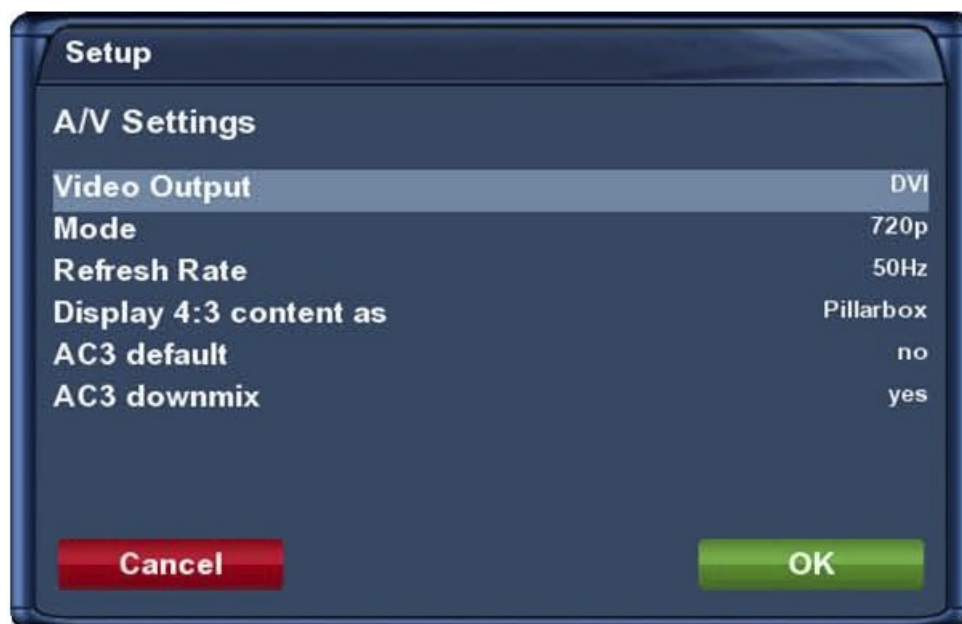 Setup
A/V Settings
Video Output DVI
Mode 720p
Refresh Rate 50Hz
Display 4:3 content as Pillarbox
AC3 default no
AC3 downmix yes
Cancel OK